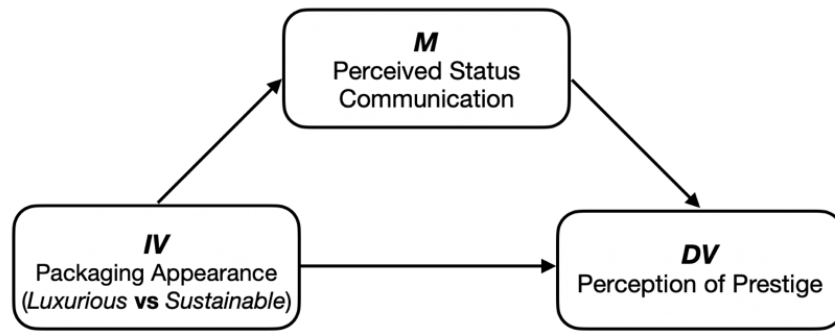 M
Perceived Status
Communication
IV
Packaging Appearance
(Luxurious vs Sustainable)
DV
Perception of Prestige